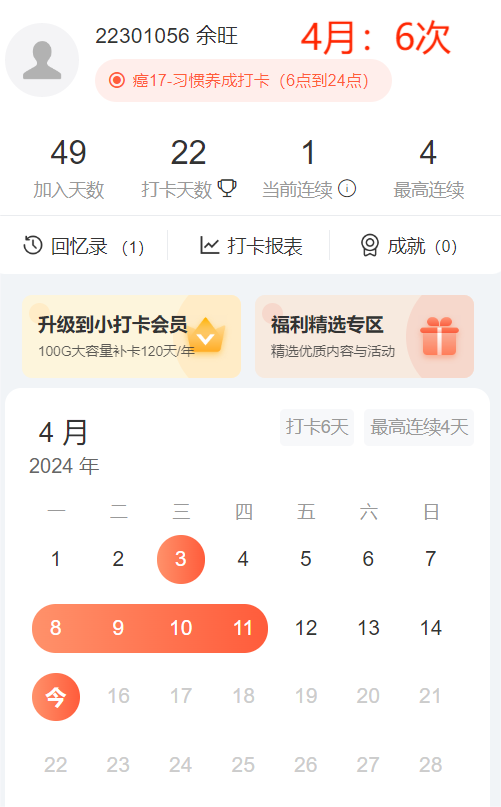 22301056 余旺
4月：6次
癌17-习惯养成打卡（6点到24点）
49 22 1 4
加入天数 打卡天数 当前连续 最高连续
回忆录（1） 打卡报表 成就（0）
升级到小打卡会员 福利精选专区
100G大容量补卡120天/年 精选优质内容与活动
4 月 打卡6天 最高连续4天
2024 年
一 二 三 四 五 六 日
1 2 3 4 5 6 7
8 9 10 11 12 13 14
今 16 17 18 19 20 21
22 23 24 25 26 27 28